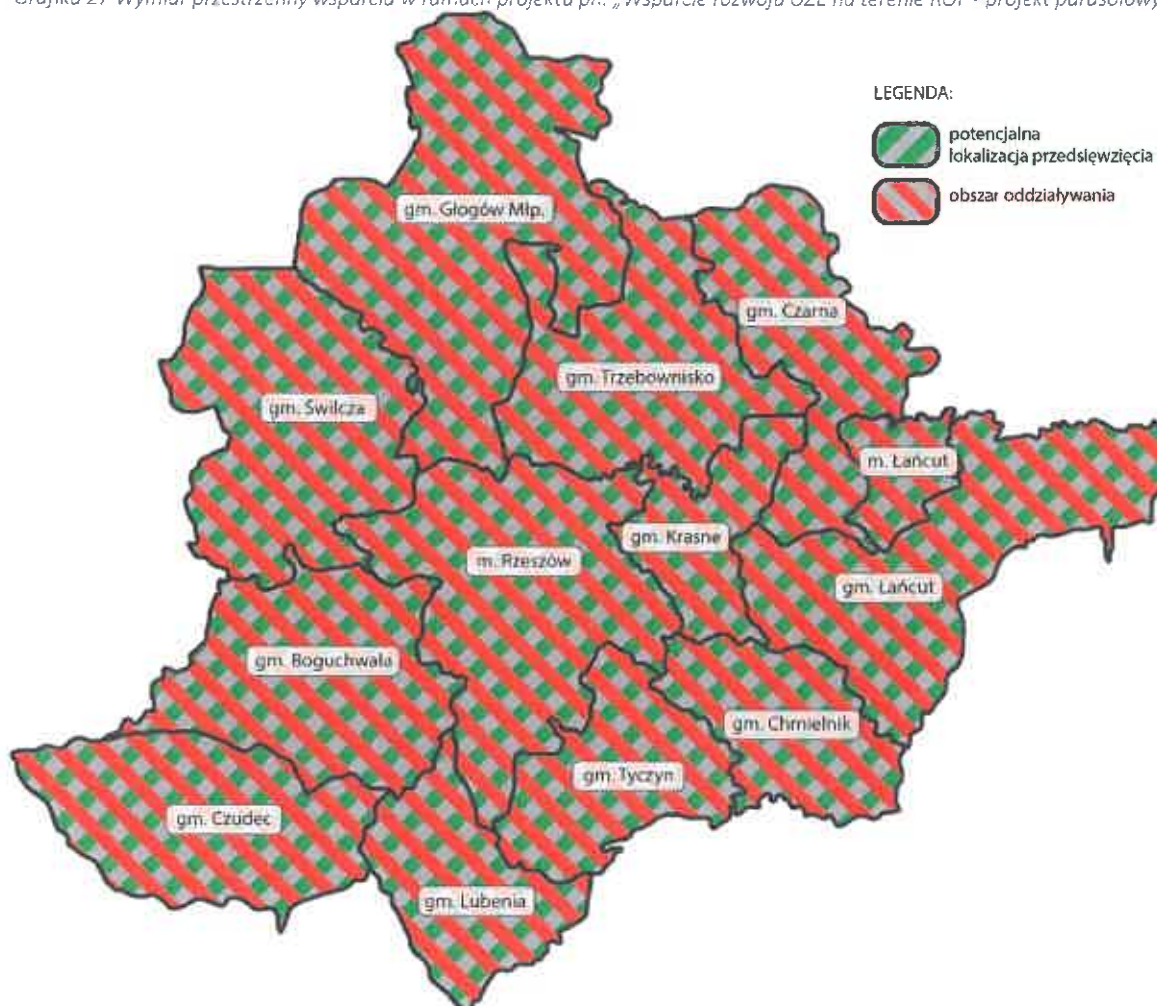 Grafika 27 Wymiar przestrzenny wsparcia w ramach projektu pn.: „Wsparcie rozwoju OZE na terenie ROF - projekt parasolowy
LEGENDA:
potencjalna
lokalizacja przedsięwzięcia
obszar oddziaływania
gm. Głogów Młp.
gm. Czarna
gm. Trzebownisko
gm. Świlcza
m. Łańcut
gm. Krasne
m. Rzeszów
gm. Łańcut
gm. Boguchwała
gm. Chmielnik
gm. Tyczyn
gm. Czudec
gm. Lubenia